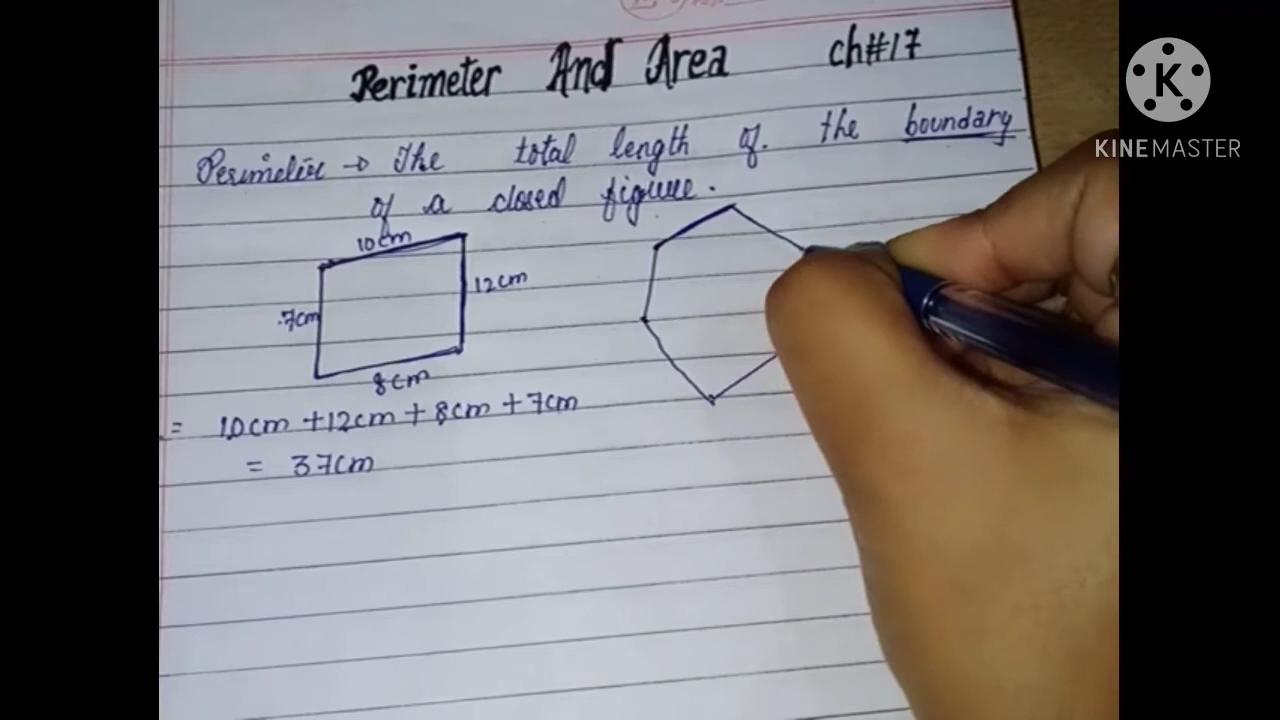 Perimeter And Area ch#17
Perimeter → The total length of the boundary
of a closed figure.
10cm
12cm
7cm
8cm
= 10cm + 12cm + 8cm + 7cm
= 37cm
K
KINEMASTER